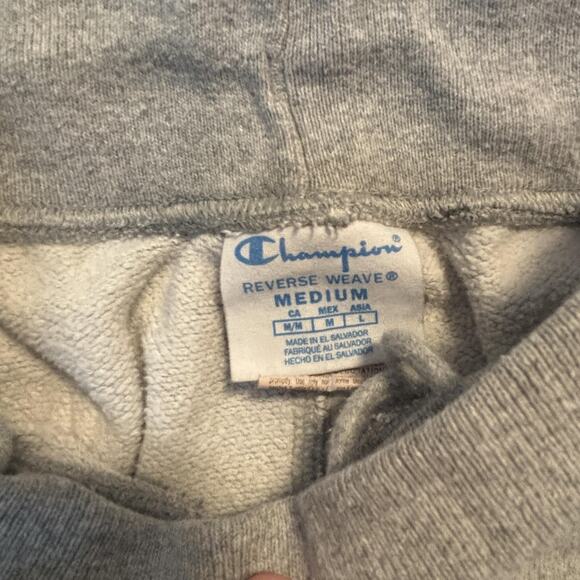 Champion®
REVERSE WEAVE®
MEDIUM
CA MEX ASIA
M/M M L
MADE IN EL SALVADOR
FABRIQUÉ AU SALVADOR
HECHO EN EL SALVADOR